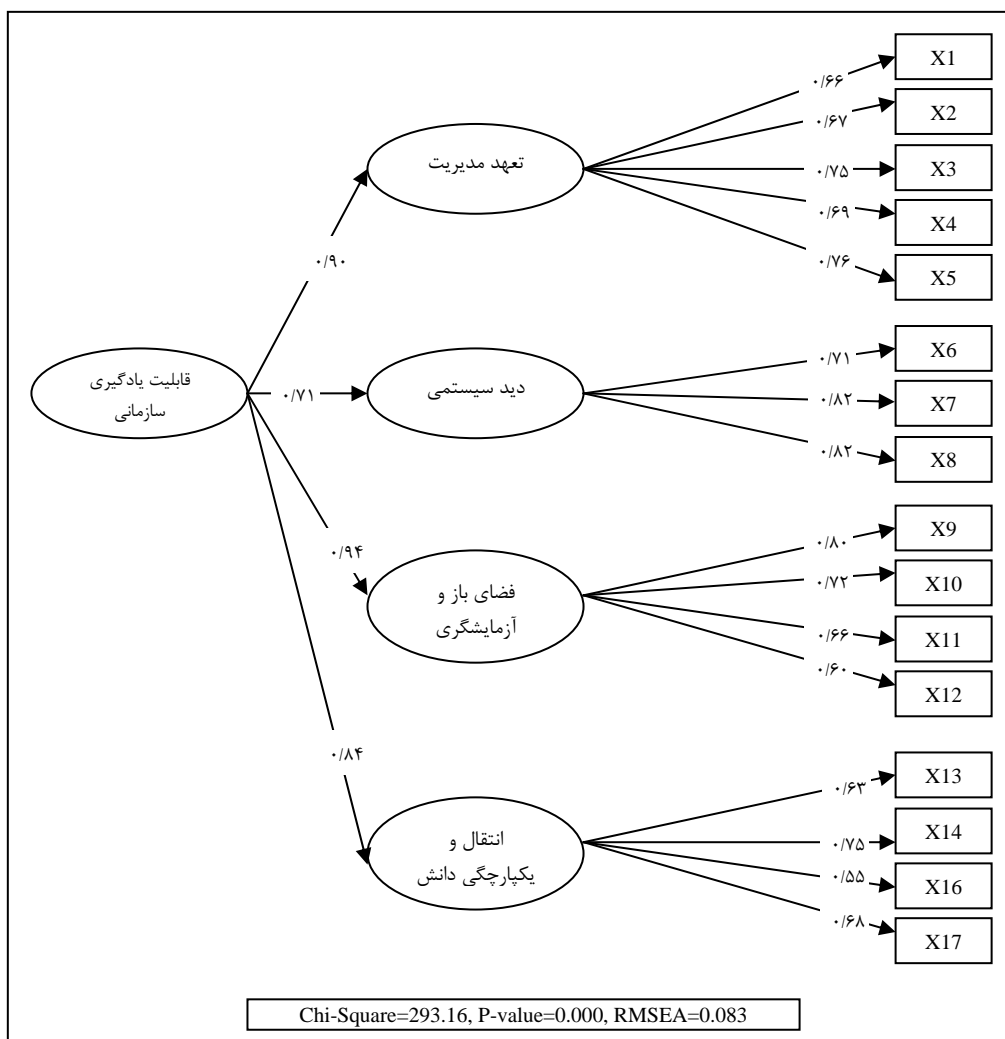 X1
۰/۶۶
X2
۰/۶۷
تعهد مدیریت
X3
۰/۷۵
X4
۰/۶۹
X5
۰/۷۶
۰/۹۰
X6
۰/۷۱
قابلیت یادگیری
سازمانی
۰/۷۱
دید سیستمی
X7
۰/۸۲
X8
۰/۸۲
X9
۰/۸۰
۰/۹۴
X10
۰/۷۲
فضای باز و
آزمایشگری
X11
۰/۶۶
X12
۰/۶۰
۰/۸۴
X13
۰/۶۳
X14
۰/۷۵
انتقال و
یکپارچگی دانش
X16
۰/۵۵
X17
۰/۶۸
Chi-Square=293.16, P-value=0.000, RMSEA=0.083